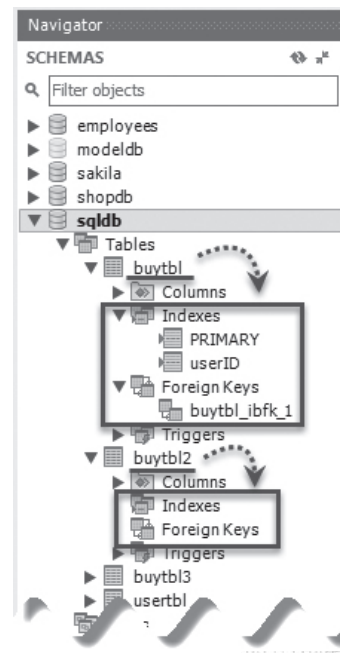 Navigator
SCHEMAS
Filter objects
employees
modeldb
sakila
shopdb
sqldb
Tables
buytbl
Columns
Indexes
PRIMARY
userID
Foreign Keys
buytbl_ibfk_1
Triggers
buytbl2
Columns
Indexes
Foreign Keys
Triggers
buytbl3
usertbl